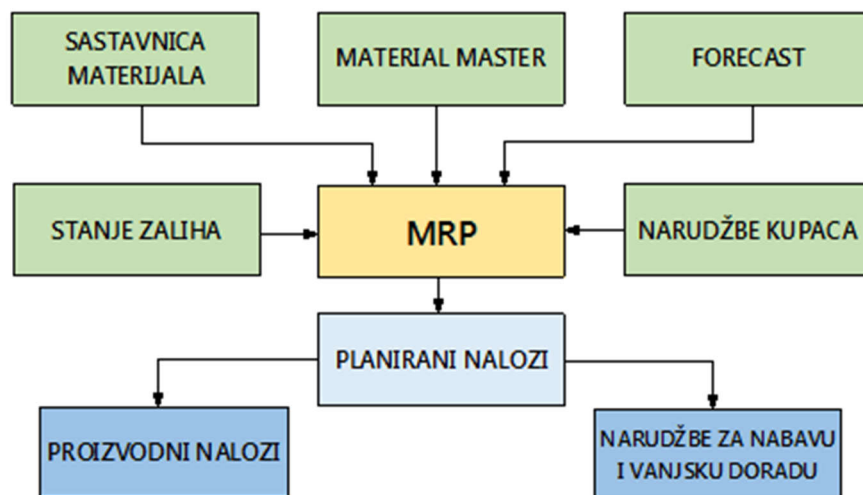 SASTAVNICA
MATERIJALA
MATERIAL MASTER
FORECAST
STANJE ZALIHA
MRP
NARUDŽBE KUPACA
PLANIRANI NALOZI
PROIZVODNI NALOZI
NARUDŽBE ZA NABAVU
I VANJSKU DORADU